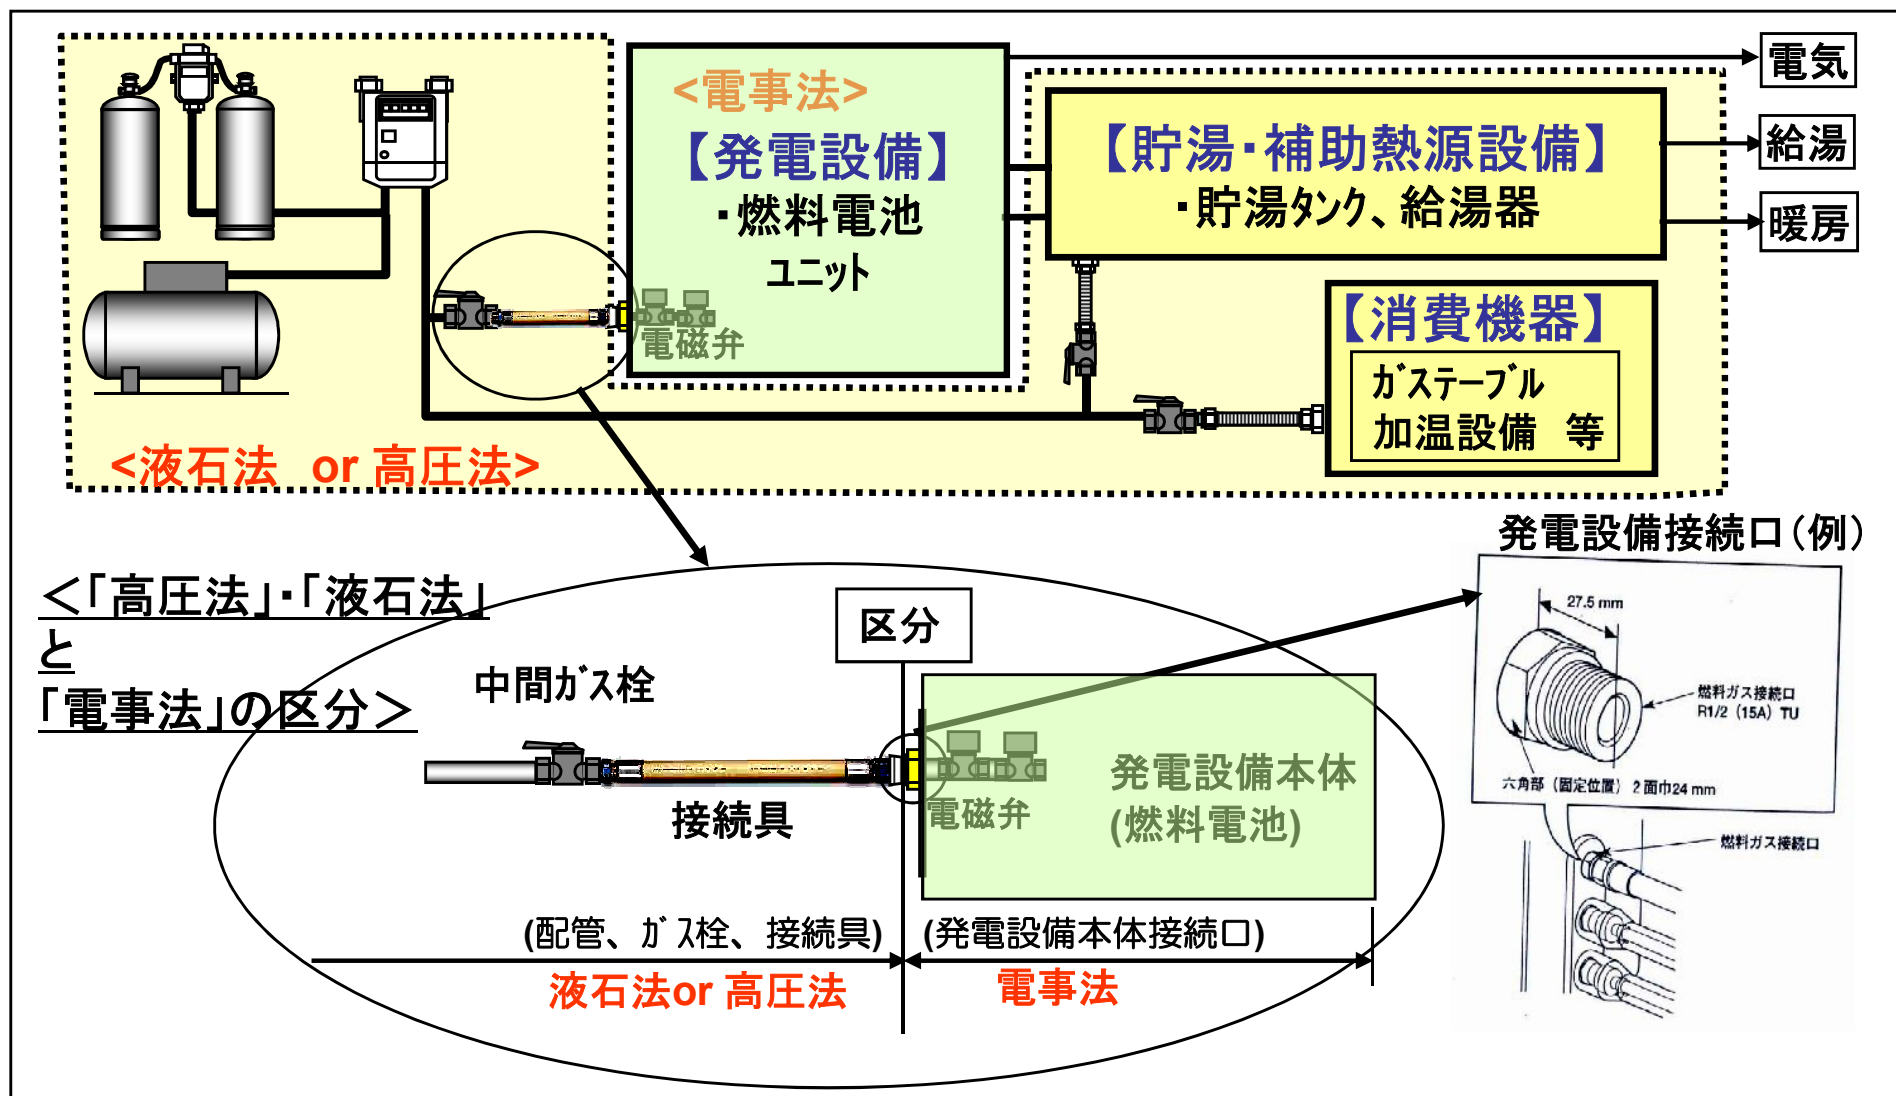 <電事法>
【発電設備】
・燃料電池
ユニット
電磁弁
【貯湯・補助熱源設備】
・貯湯タンク、給湯器
電気
給湯
暖房
【消費機器】
ガステーブル
加温設備　等
<液石法　or 高圧法>
発電設備接続口(例)
27.5 mm
燃料ガス接続口
R1/2 (15A) TU
六角部 (固定位置) 2面巾24 mm
燃料ガス接続口
＜「高圧法」・「液石法」
と
「電事法」の区分＞
区分
中間ガス栓
接続具
電磁弁
発電設備本体
(燃料電池)
(配管、ガス栓、接続具)
(発電設備本体接続口)
液石法or 高圧法
電事法